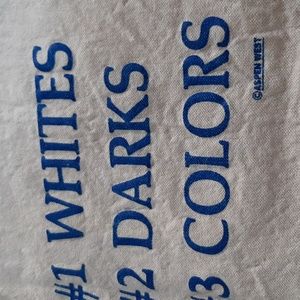 #1 WHITES
#2 DARKS
#3 COLORS
©ASPEN WEST